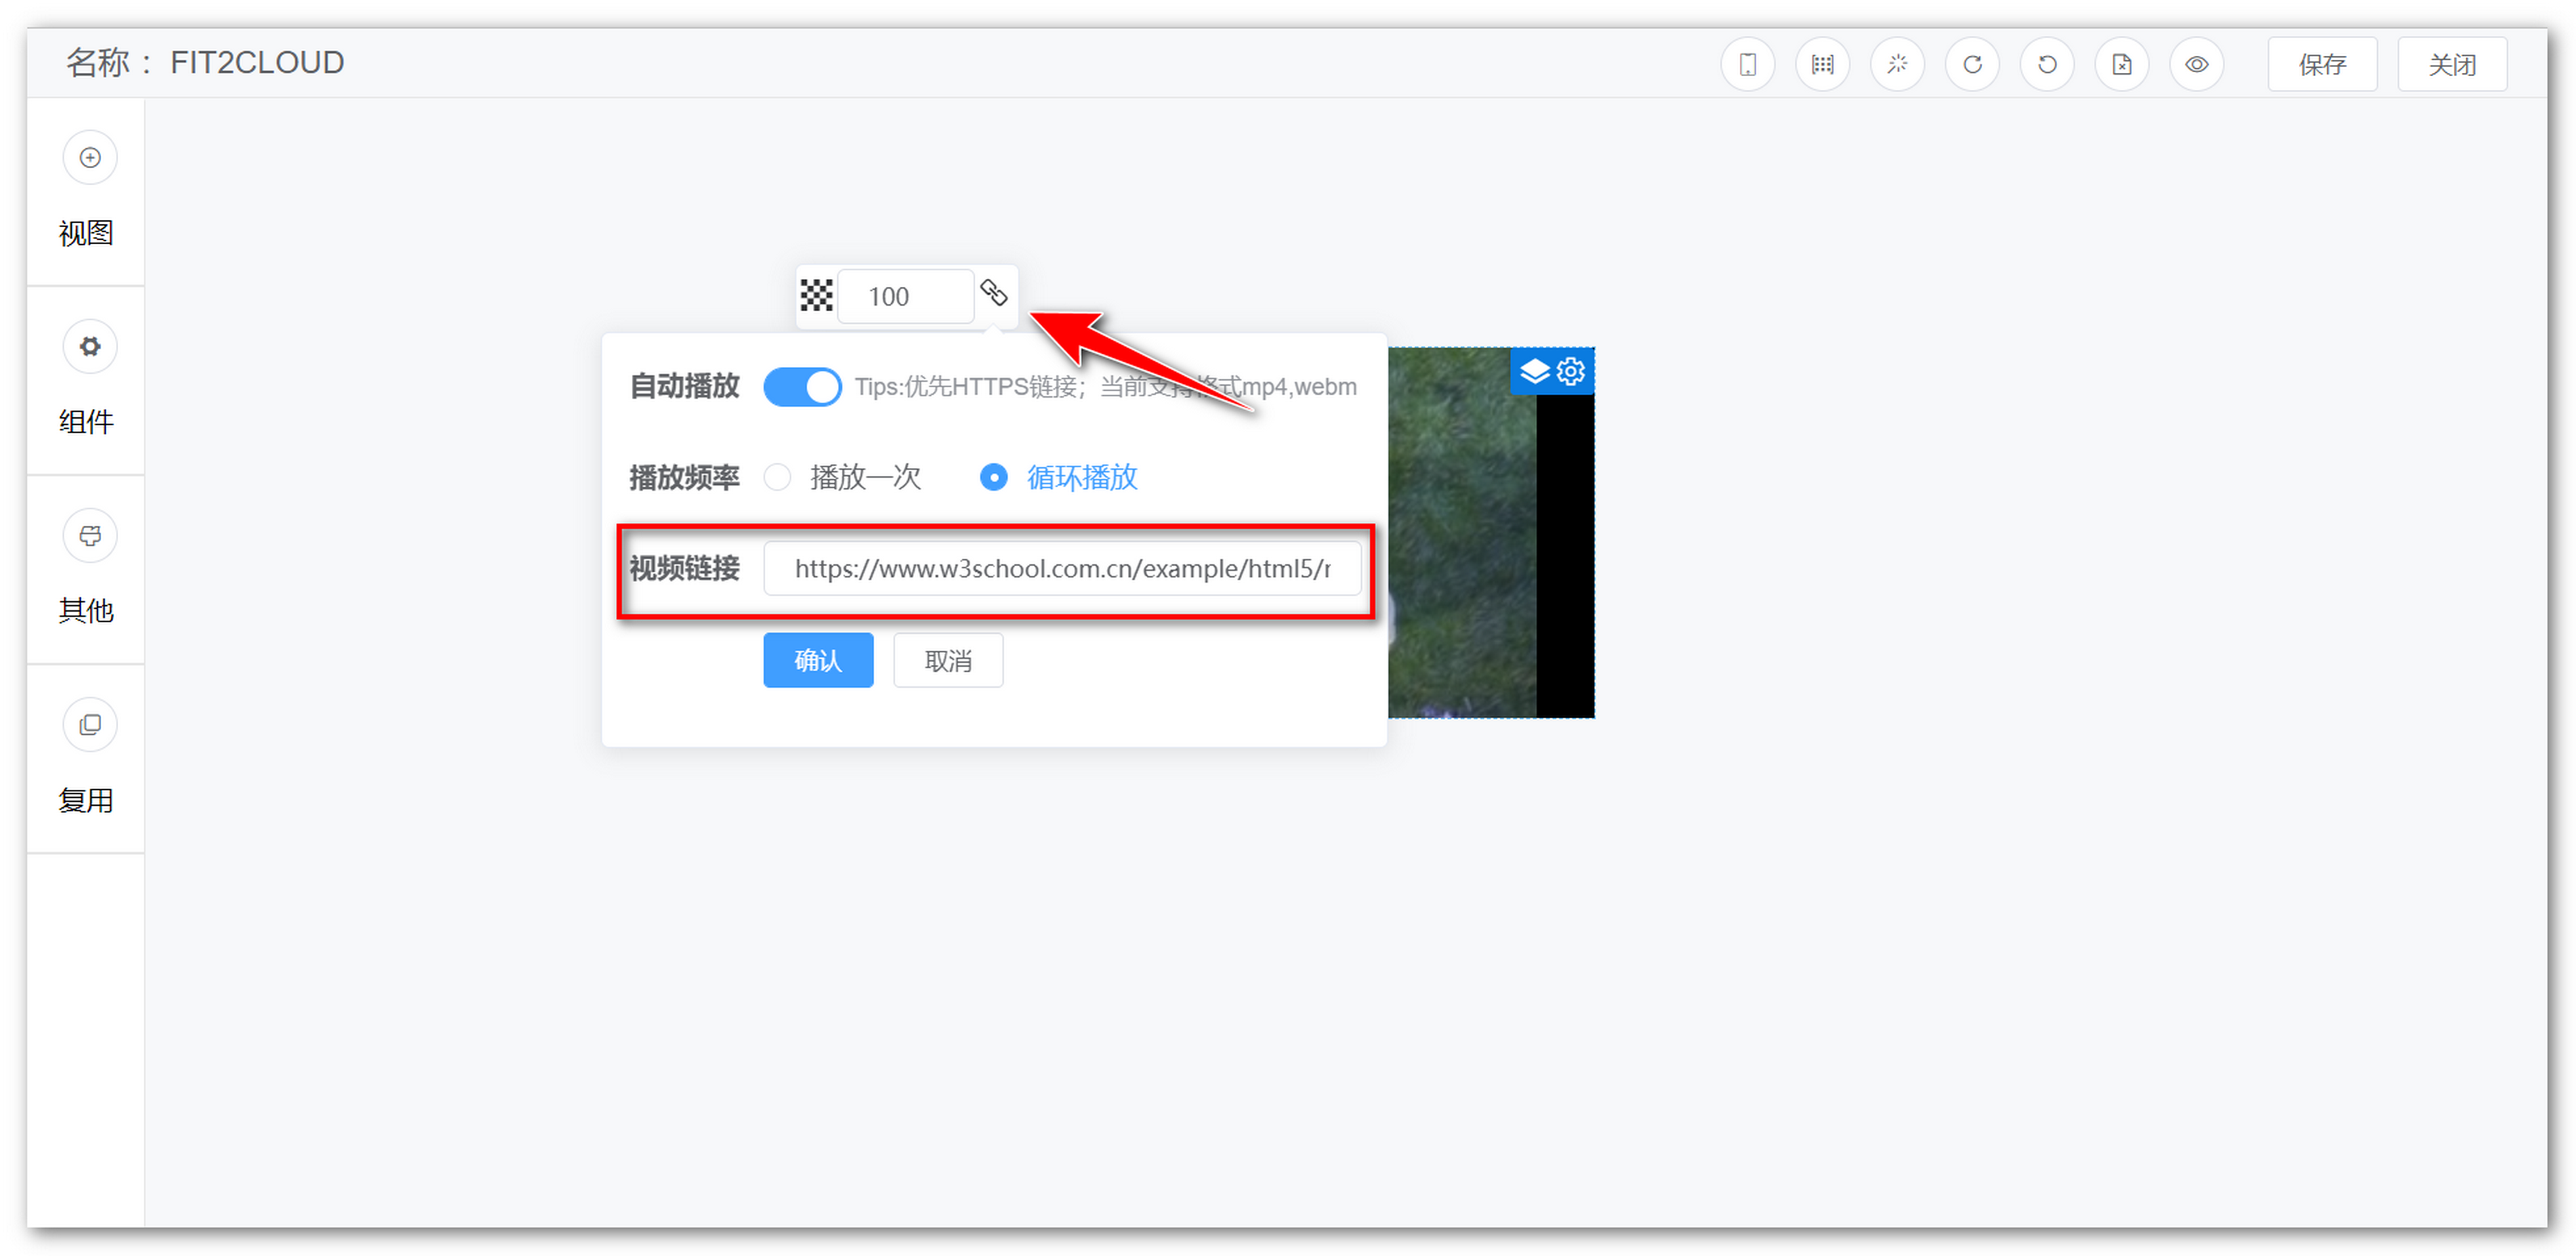 名称： FIT2CLOUD
保存
关闭
视图
组件
其他
复用
100
自动播放 Tips:优先HTTPS链接；当前支持格式mp4,webm
播放频率 播放一次 循环播放
视频链接 https://www.w3school.com.cn/example/html5/
确认 取消